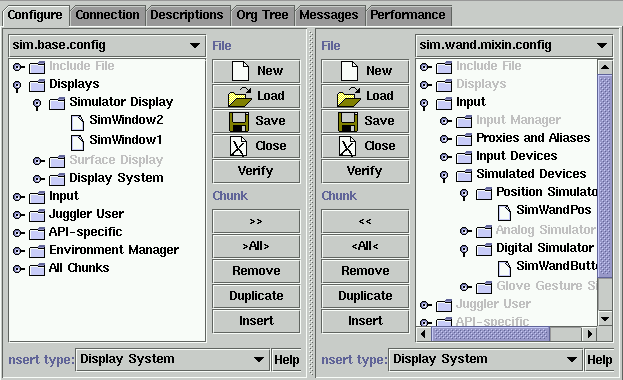 Configure Connection Descriptions Org Tree Messages Performance
sim.base.config
Include File
Displays
Simulator Display
SimWindow2
SimWindow1
Surface Display
Display System
Input
Juggler User
API-specific
Environment Manager
All Chunks
File
New
Load
Save
Close
Verify
Chunk
>>
>All>
Remove
Duplicate
Insert
nsert type: Display System Help
File
New
Load
Save
Close
Verify
Chunk
<<
<All<
Remove
Duplicate
Insert
sim.wand.mixin.config
Include File
Displays
Input
Input Manager
Proxies and Aliases
Input Devices
Simulated Devices
Position Simulato
SimWandPos
Analog Simulator
Digital Simulator
SimWandButt
Glove Gesture Si
Juggler User
API-specific
nsert type: Display System Help